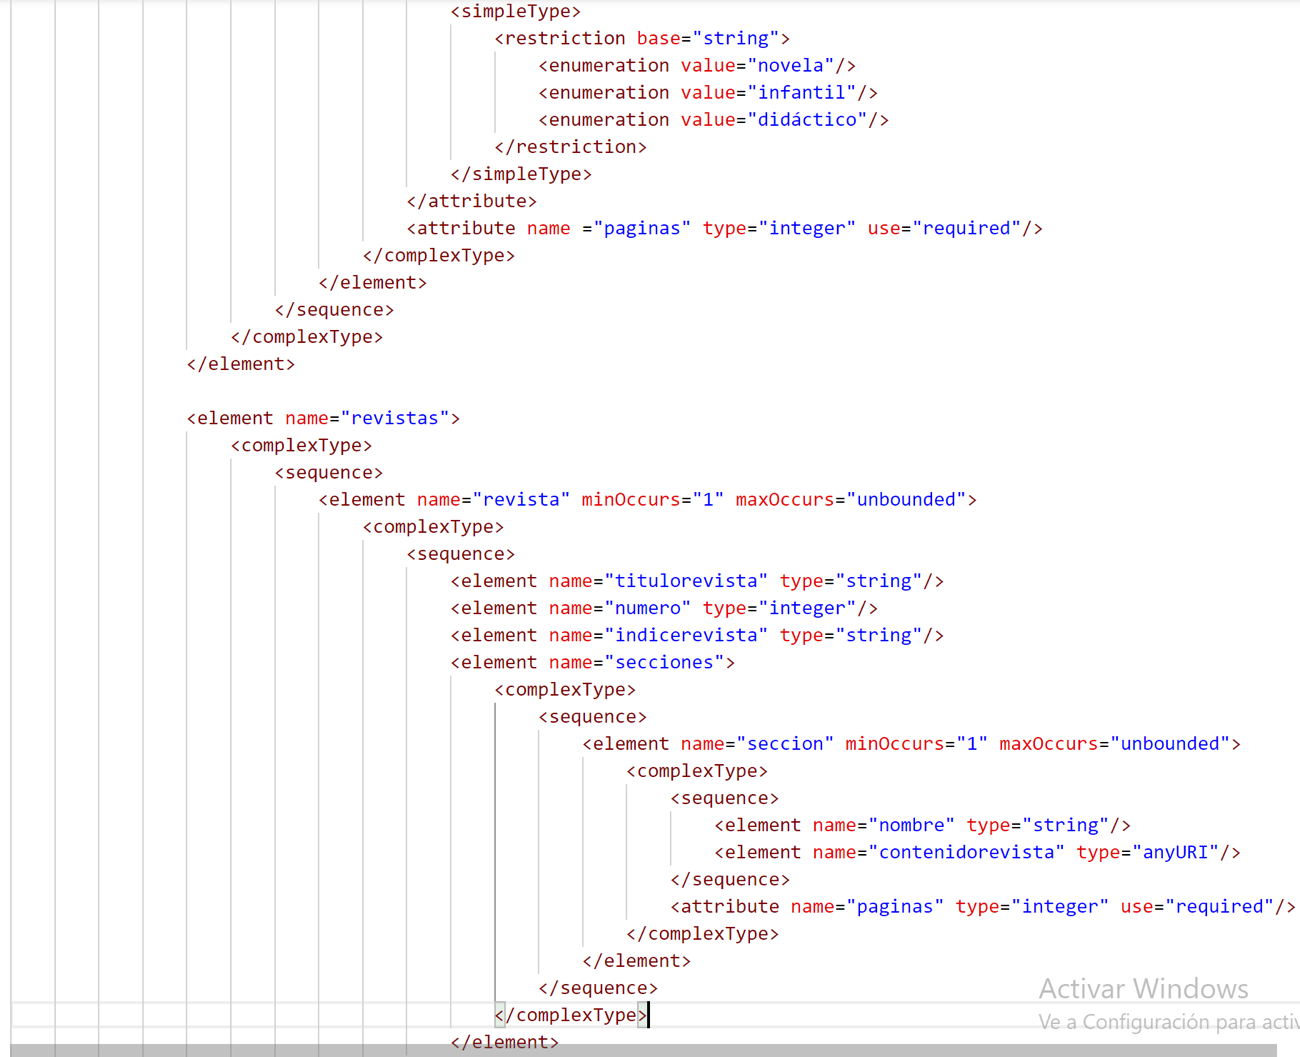 <simpleType>
<restriction base="string">
<enumeration value="novela"/>
<enumeration value="infantil"/>
<enumeration value="didáctico"/>
</restriction>
</simpleType>
</attribute>
<attribute name ="paginas" type="integer" use="required"/>
</complexType>
</element>
</sequence>
</complexType>
</element>
<element name="revistas">
<complexType>
<sequence>
<element name="revista" minOccurs="1" maxOccurs="unbounded">
<complexType>
<sequence>
<element name="titulorevista" type="string"/>
<element name="numero" type="integer"/>
<element name="indicerevista" type="string"/>
<element name="secciones">
<complexType>
<sequence>
<element name="seccion" minOccurs="1" maxOccurs="unbounded">
<complexType>
<sequence>
<element name="nombre" type="string"/>
<element name="contenidorevista" type="anyURI"/>
</sequence>
<attribute name="paginas" type="integer" use="required"/>
</complexType>
</element>
</sequence>
</complexType>
</element>
Activar Windows
Ve a Configuración para activ